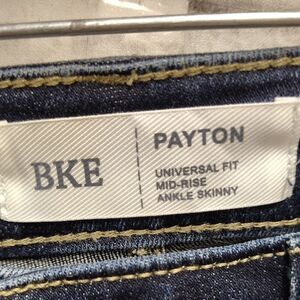 BKE
PAYTON
UNIVERSAL FIT
MID-RISE
ANKLE SKINNY